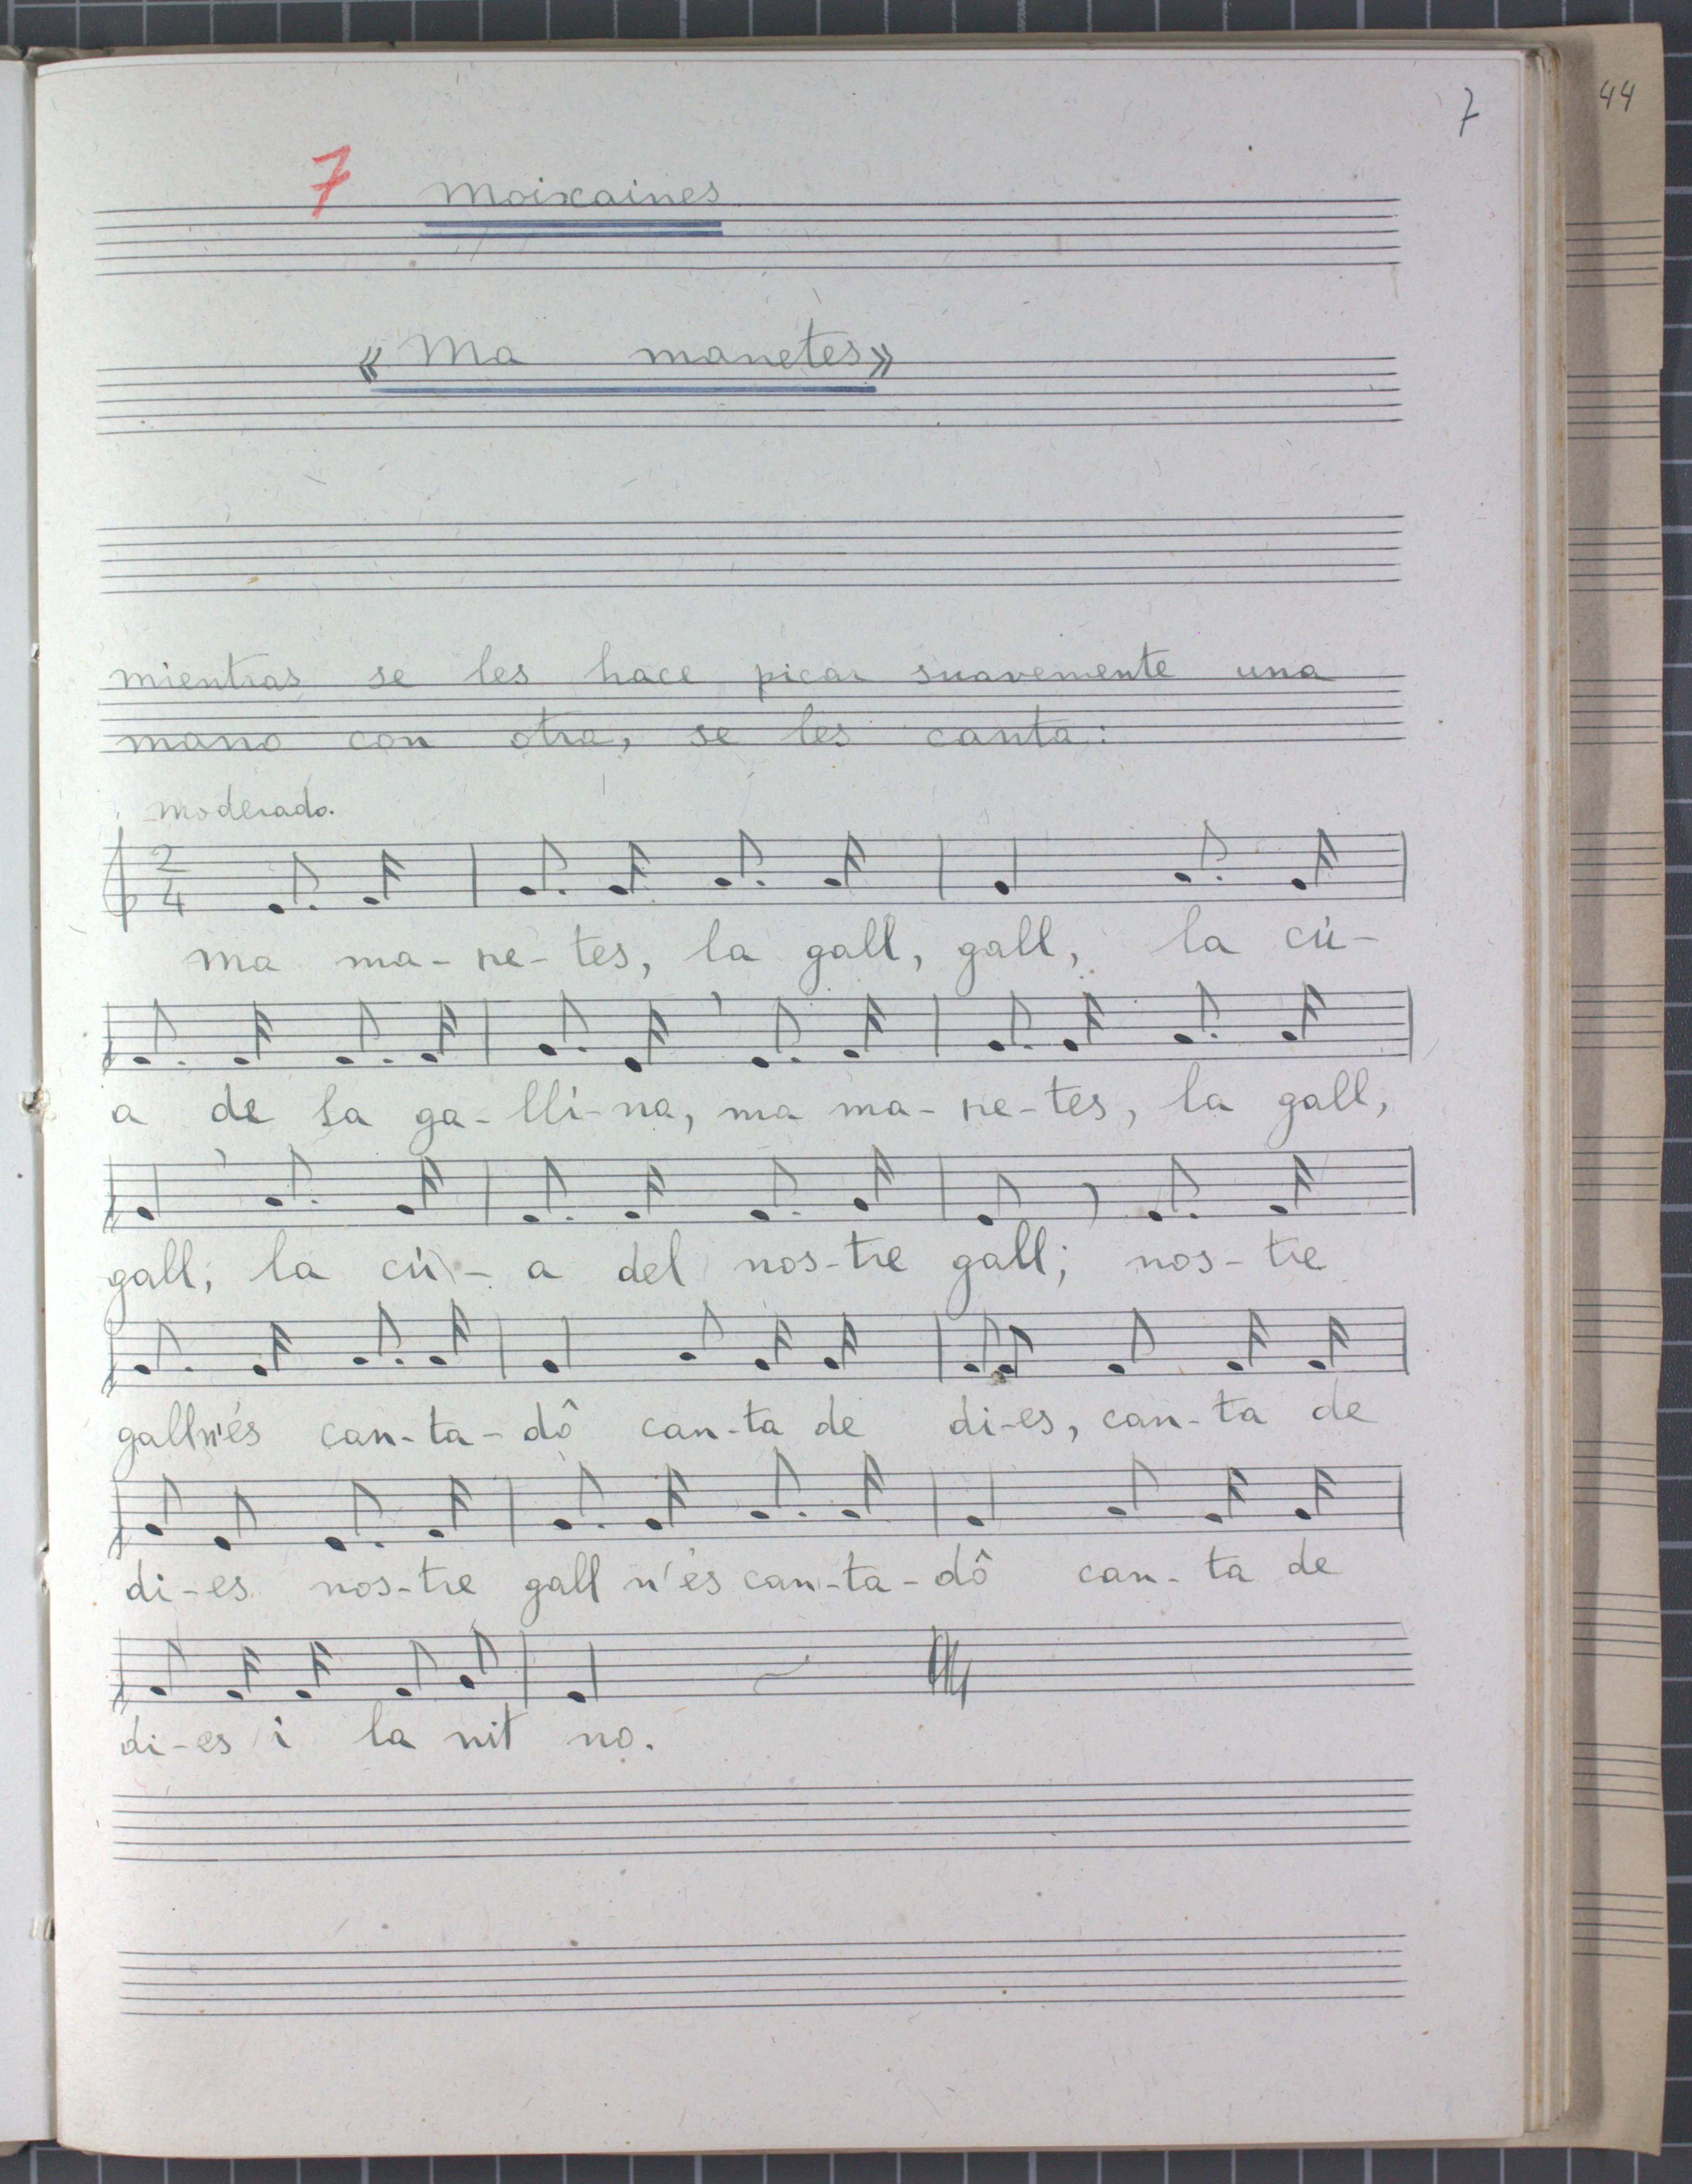 44
7
7 Moixaines
«Ma manetes»
mientras se les hace picar suavemente una
mano con otra, se les canta:
moderado.
2
4
ma ma-ne-tes, la gall, gall, la cù-
a de la ga-lli-na, ma ma-ne-tes, la gall,
gall, la cù-a del nos-tre gall; nos-tre
gall n'és can-ta-dô can-ta de di-es, can-ta de
di-es nos-tre gall n'és can-ta-dô can-ta de
di-es i la nit no.